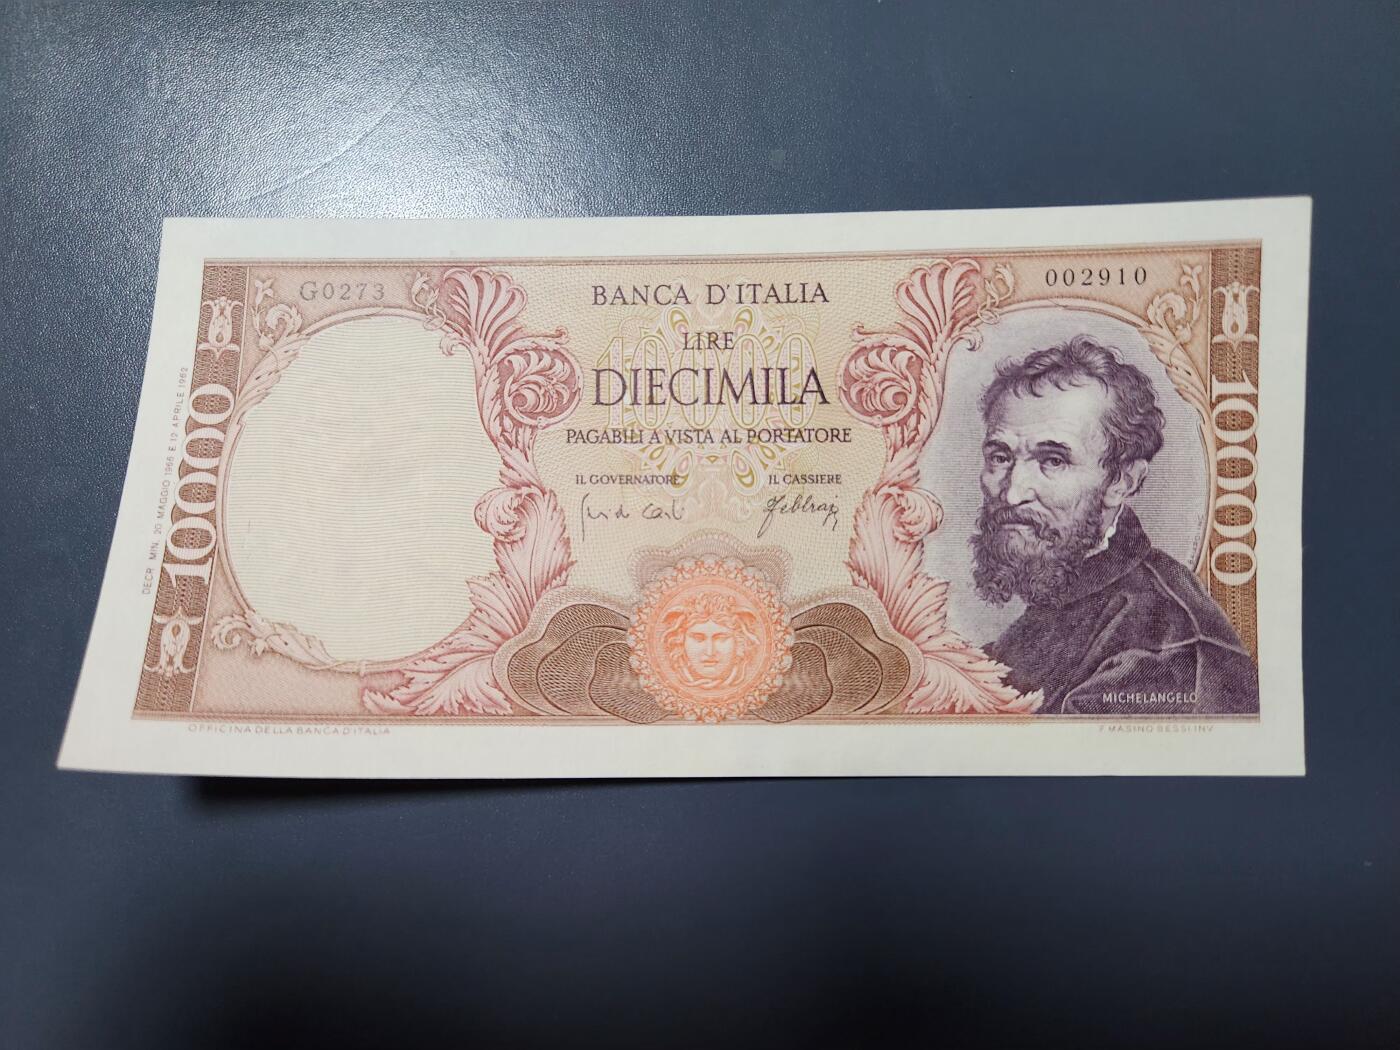 G0273
002910
BANCA D'ITALIA
LIRE
10000
DIECIMILA
PAGABILI A VISTA AL PORTATORE
IL GOVERNATORE IL CASSIERE
10000
10000
DECR. MIN. 20 MAGGIO 1966 E 12 APRILE 1962
MICHELANGELO
OFFICINA DELLA BANCA D'ITALIA
F. MASINO BESSI INV.